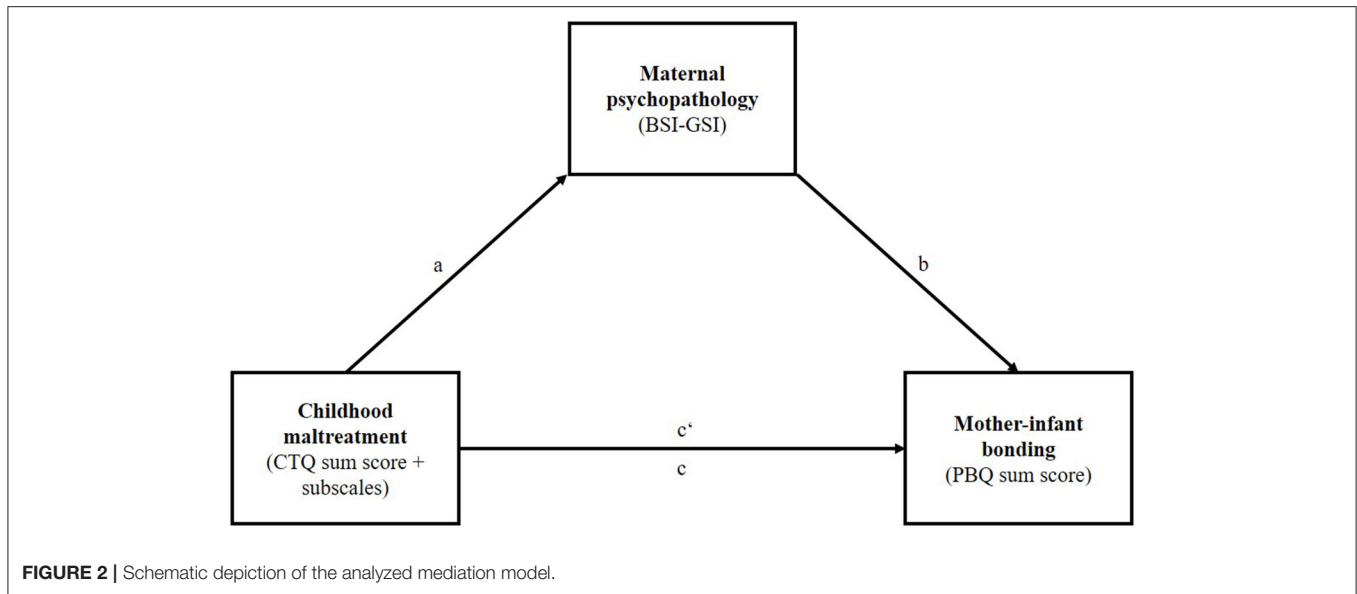 Maternal
psychopathology
(BSI-GSI)
a
b
Childhood
maltreatment
(CTQ sum score +
subscales)
c‘
c
Mother-infant
bonding
(PBQ sum score)
FIGURE 2 | Schematic depiction of the analyzed mediation model.